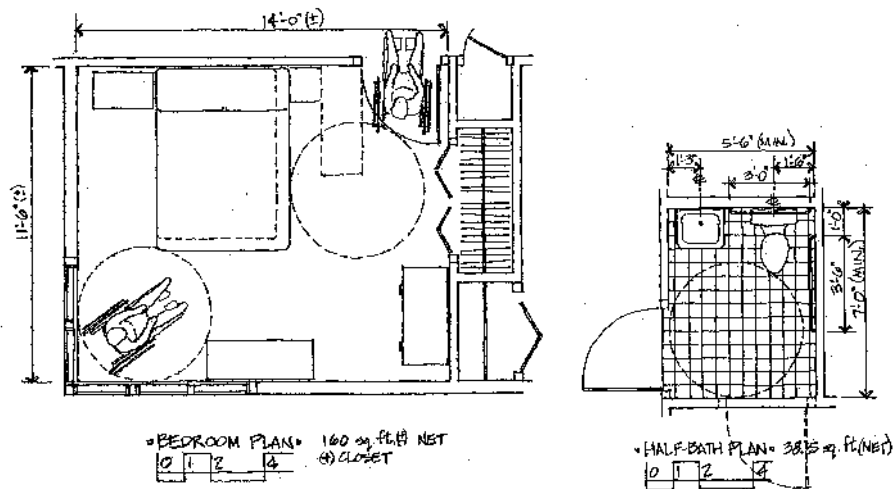 14'-0" (±)
11'-6" (±)
• BEDROOM PLAN • 160 sq. ft. (±) NET
(+) CLOSET
0 1 2 4
5'-6" (MIN.)
1'-3" 1'-6"
3'-0"
1'-0"
3'-6"
7'-0" (MIN.)
• HALF-BATH PLAN • 38.5 sq. ft. (NET)
0 1 2 4